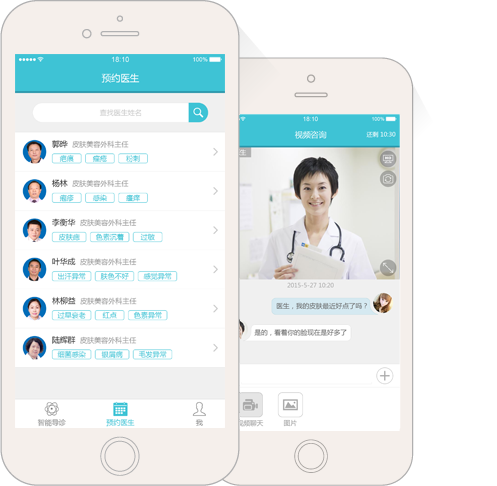 18:10
100%
预约医生
查找医生姓名
郭晔 皮肤美容外科主任
疤痕
痤疮
粉刺
杨林 皮肤美容外科主任
痘疹
感染
瘙痒
李衡华 皮肤美容外科主任
皮肤癌
色素沉着
过敏
叶华成 皮肤美容外科主任
出汗异常
肤色不好
感觉异常
林柳益 皮肤美容外科主任
过早衰老
红点
色素异常
陆辉群 皮肤美容外科主任
细菌感染
银屑病
毛发异常
智能导诊
预约医生
我
18:10
100%
视频咨询
还剩 10:30
2015-5-27 10:20
医生，我的皮肤最近好点了吗？
是的，看看你的脸现在是好多了
视频聊天
图片